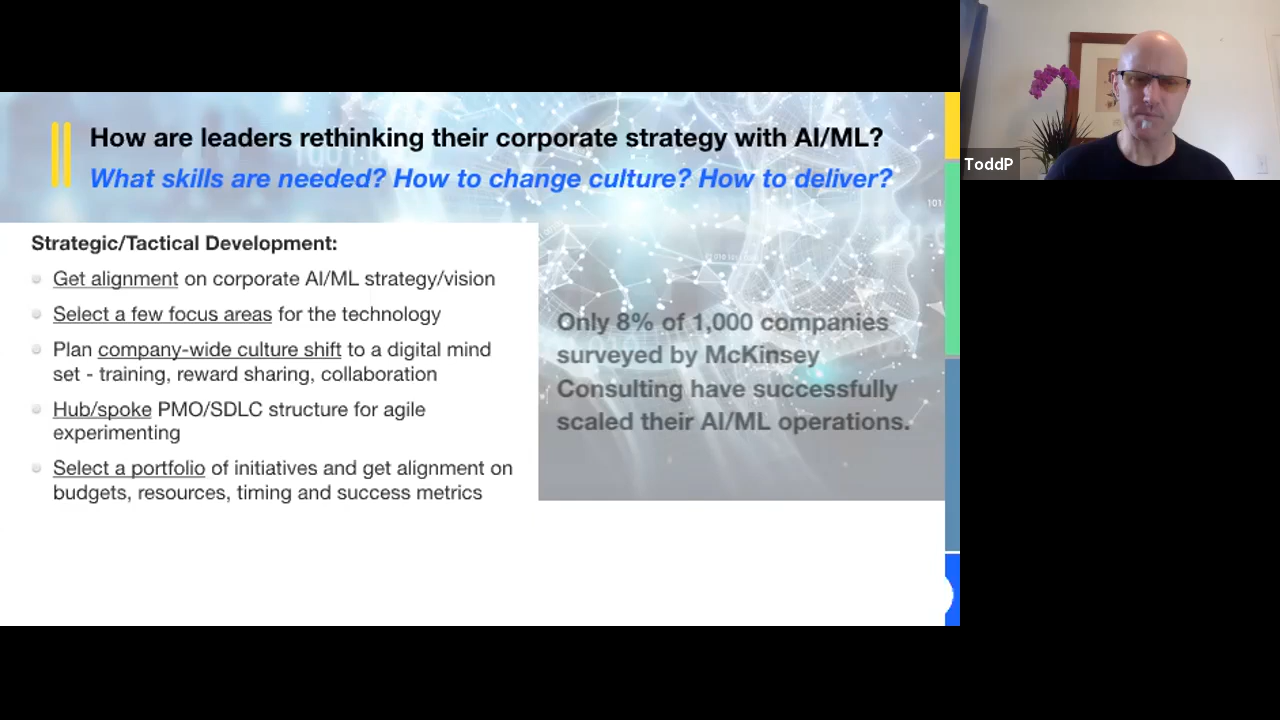 How are leaders rethinking their corporate strategy with AI/ML?
What skills are needed? How to change culture? How to deliver?
Strategic/Tactical Development:
Get alignment on corporate AI/ML strategy/vision
Select a few focus areas for the technology
Plan company-wide culture shift to a digital mind
set - training, reward sharing, collaboration
Hub/spoke PMO/SDLC structure for agile
experimenting
Select a portfolio of initiatives and get alignment on
budgets, resources, timing and success metrics
Only 8% of 1,000 companies
surveyed by McKinsey
Consulting have successfully
scaled their AI/ML operations.
ToddP